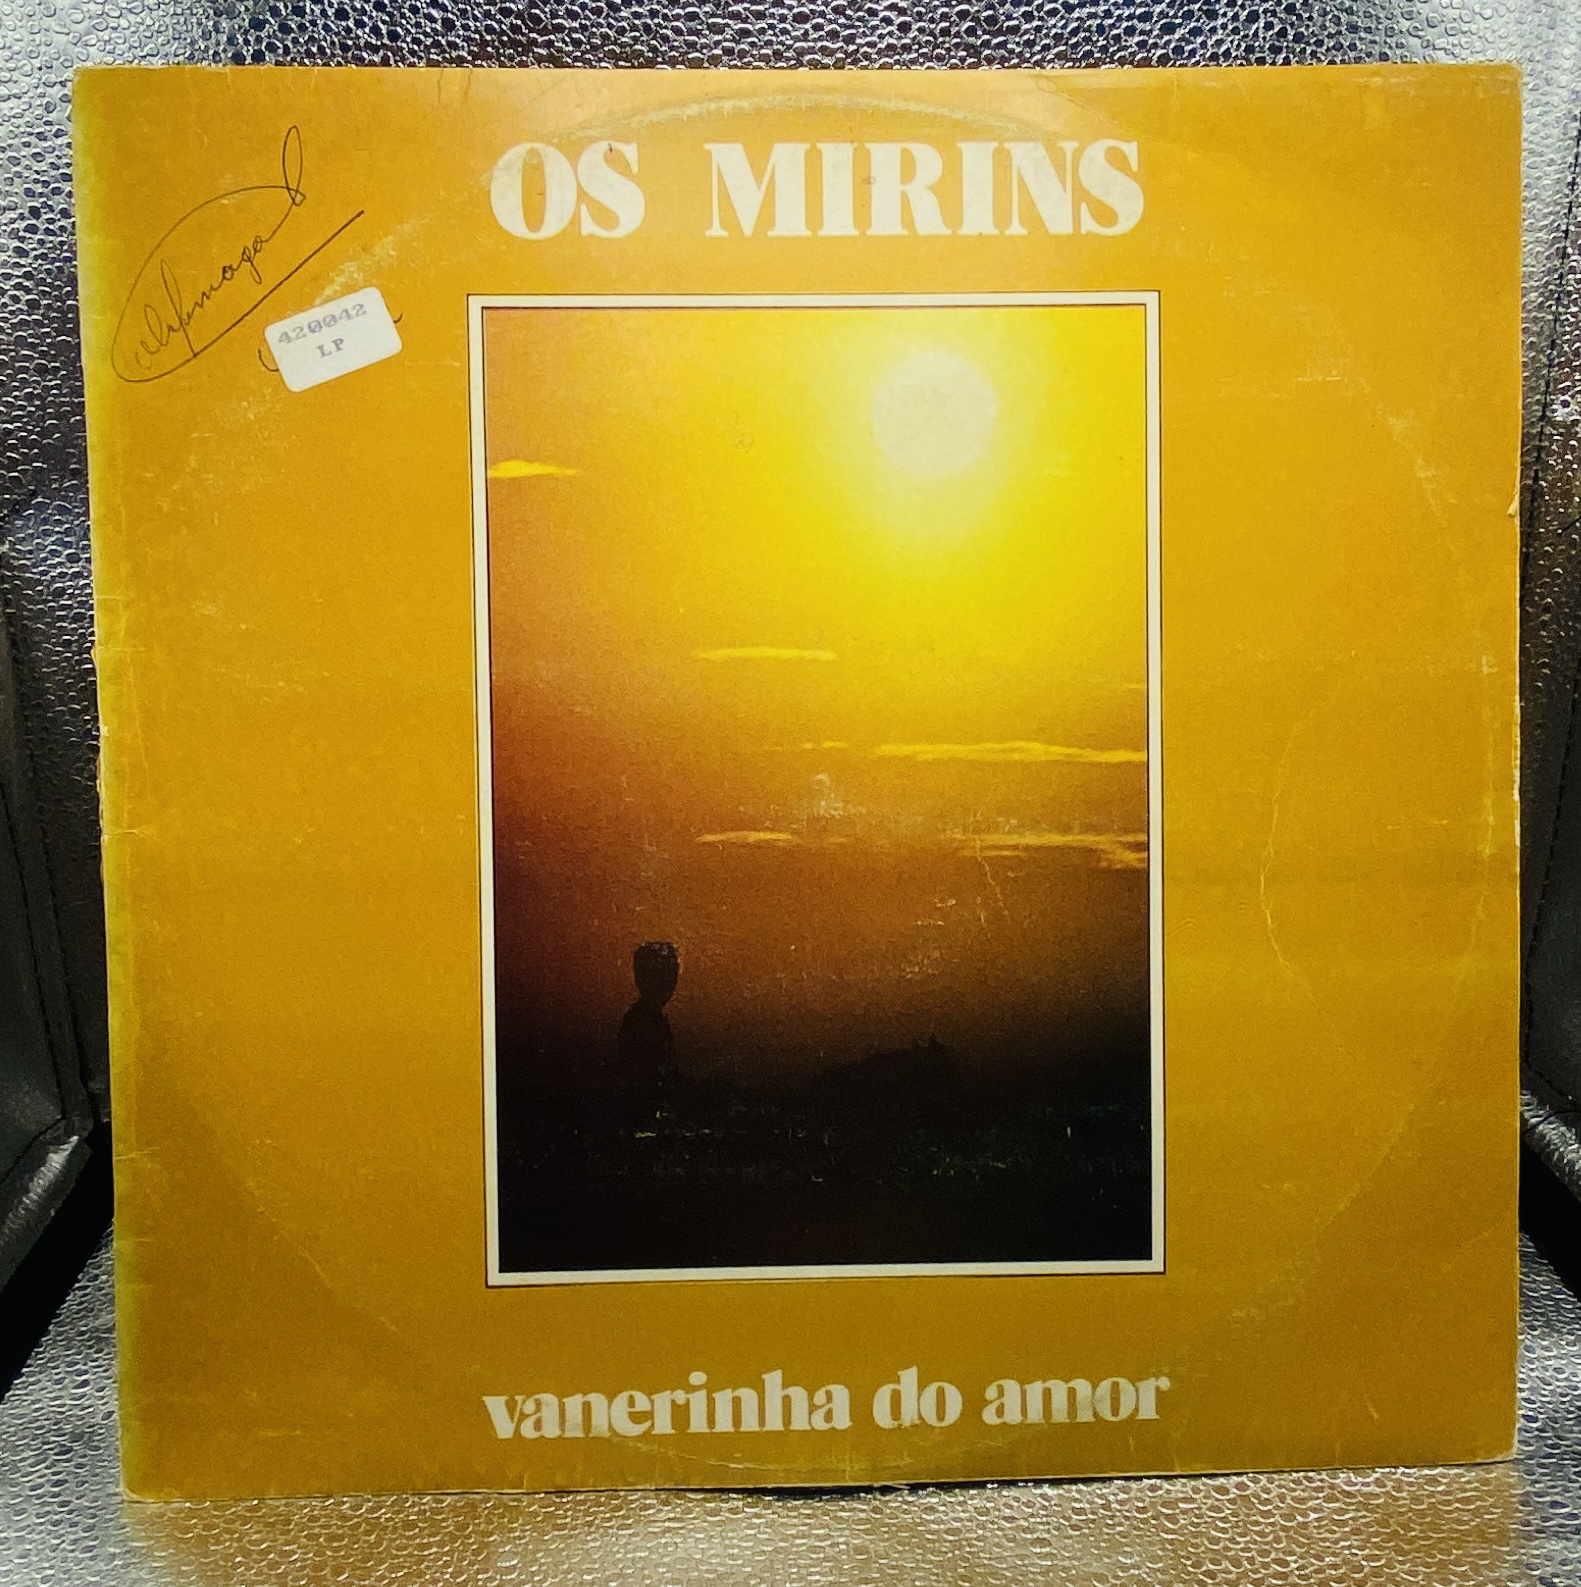 OS MIRINS
420042
LP
vanerinha do amor